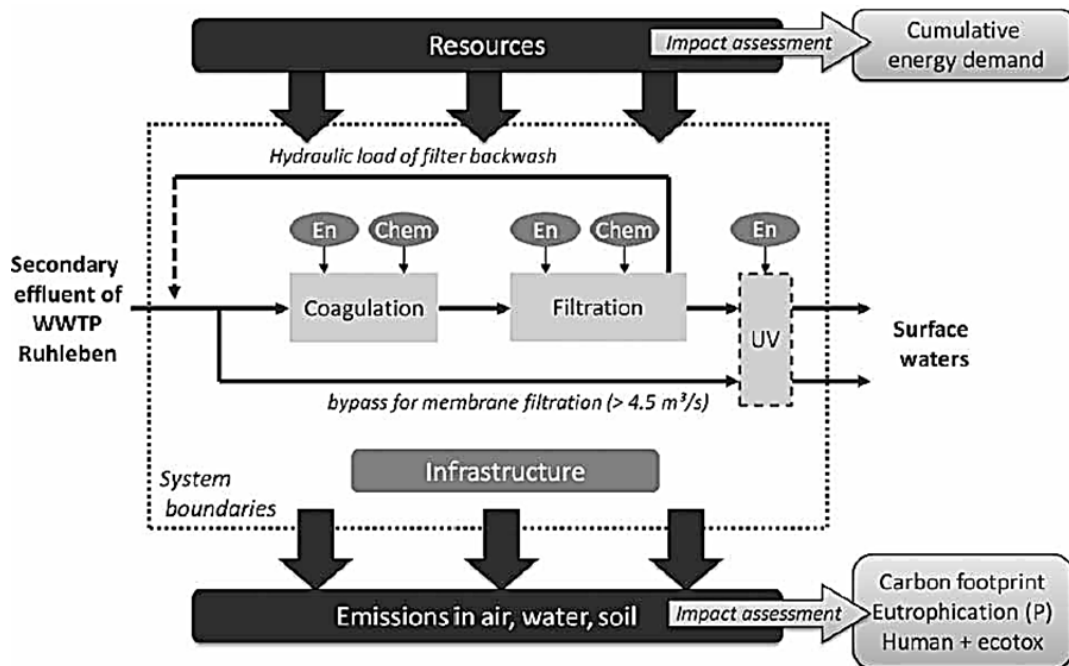 Resources
Impact assessment
Cumulative
energy demand
Hydraulic load of filter backwash
En
Chem
En
Chem
En
Secondary
effluent of
WWTP
Ruhleben
Coagulation
Filtration
UV
Surface
waters
bypass for membrane filtration (> 4.5 m³/s)
Infrastructure
System
boundaries
Emissions in air, water, soil
Impact assessment
Carbon footprint
Eutrophication (P)
Human + ecotox